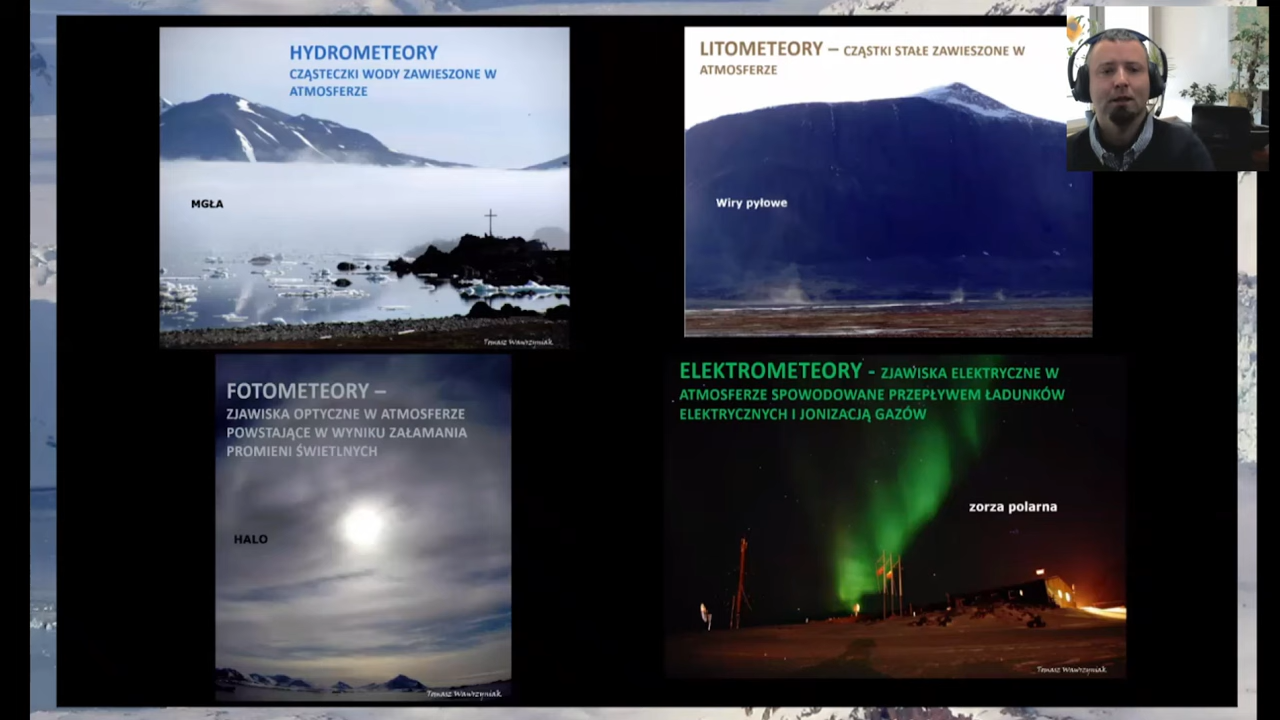 HYDROMETEORY
CZĄSTECZKI WODY ZAWIESZONE W
ATMOSFERZE
MGŁA
Tomasz Wawrzyniak
LITOMETEORY – CZĄSTKI STAŁE ZAWIESZONE W
ATMOSFERZE
Wiry pyłowe
FOTOMETEORY –
ZJAWISKA OPTYCZNE W ATMOSFERZE
POWSTAJĄCE W WYNIKU ZAŁAMANIA
PROMIENI ŚWIETLNYCH
HALO
Tomasz Wawrzyniak
ELEKTROMETEORY - ZJAWISKA ELEKTRYCZNE W
ATMOSFERZE SPOWODOWANE PRZEPŁYWEM ŁADUNKÓW
ELEKTRYCZNYCH I JONIZACJĄ GAZÓW
zorza polarna
Tomasz Wawrzyniak